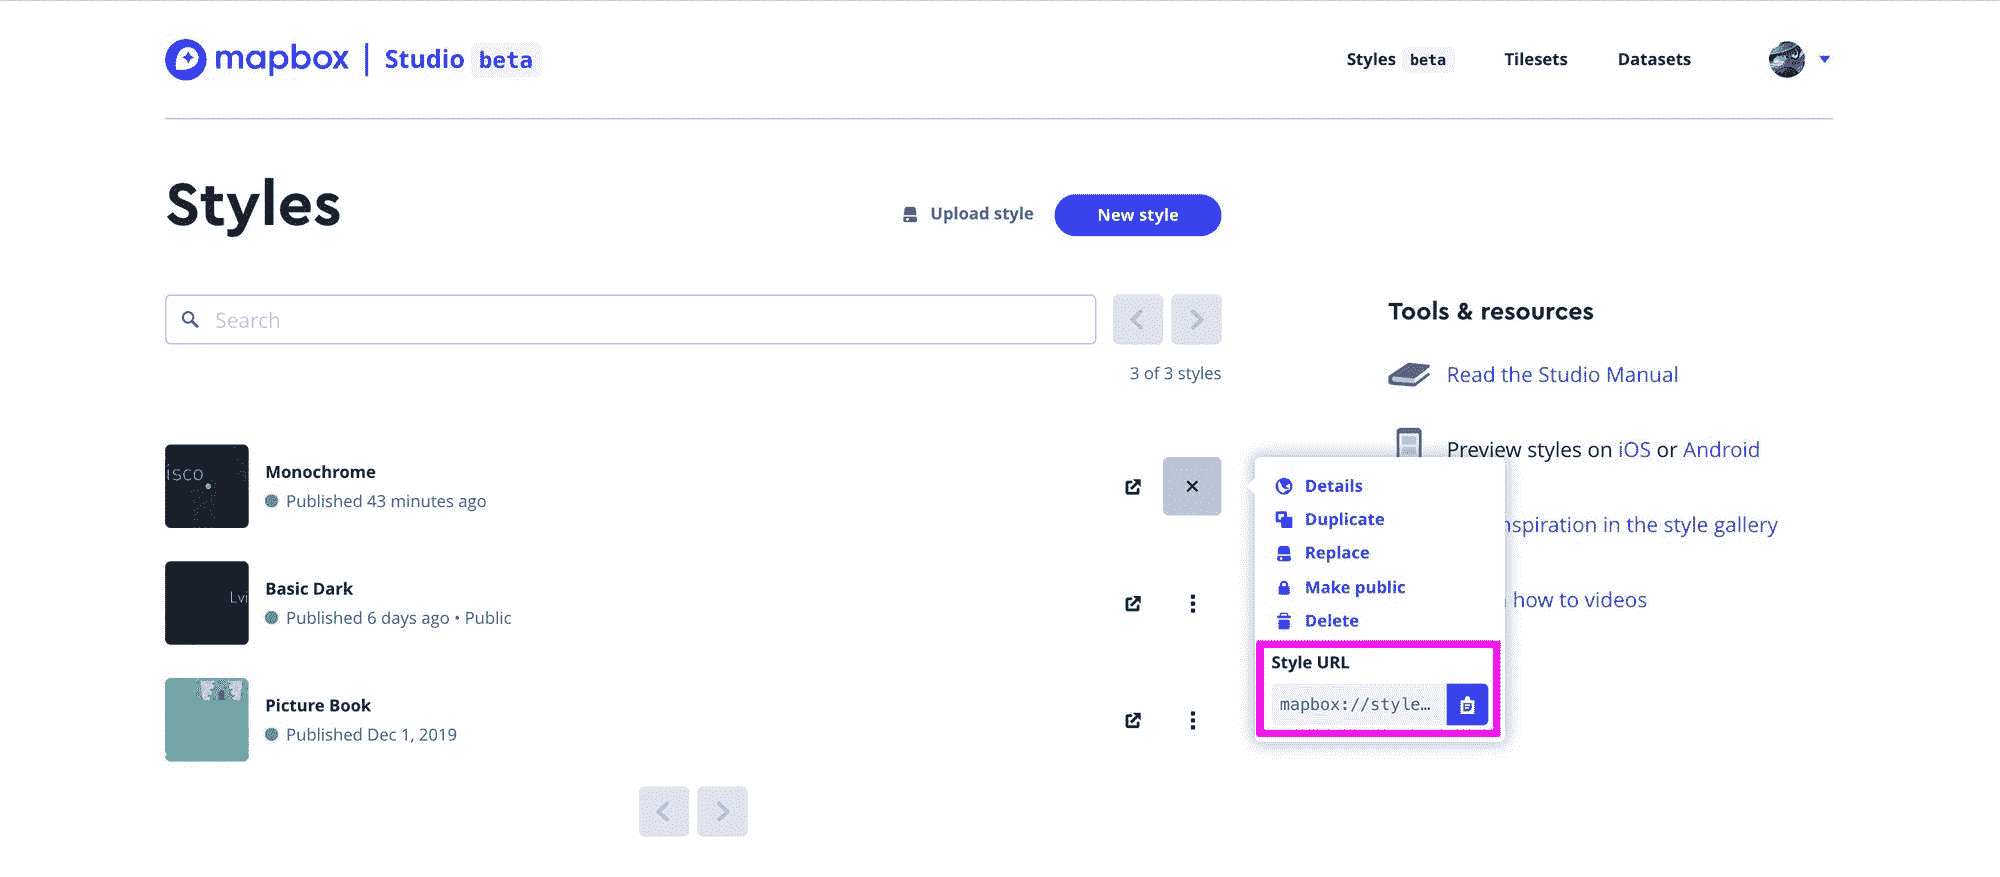 mapbox | Studio beta
Styles beta Tilesets Datasets
Styles
Upload style
New style
Search
3 of 3 styles
isco
Monochrome
Published 43 minutes ago
Lvi
Basic Dark
Published 6 days ago • Public
Picture Book
Published Dec 1, 2019
Details
Duplicate
Replace
Make public
Delete
Style URL
mapbox://style…
Tools & resources
Read the Studio Manual
Preview styles on iOS or Android
nspiration in the style gallery
how to videos